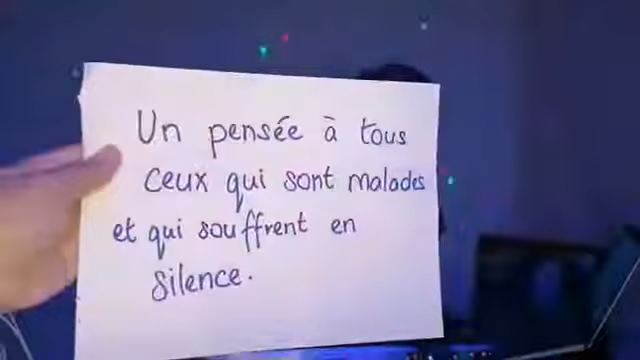 Un pensée à tous
ceux qui sont malades
et qui souffrent en
silence.